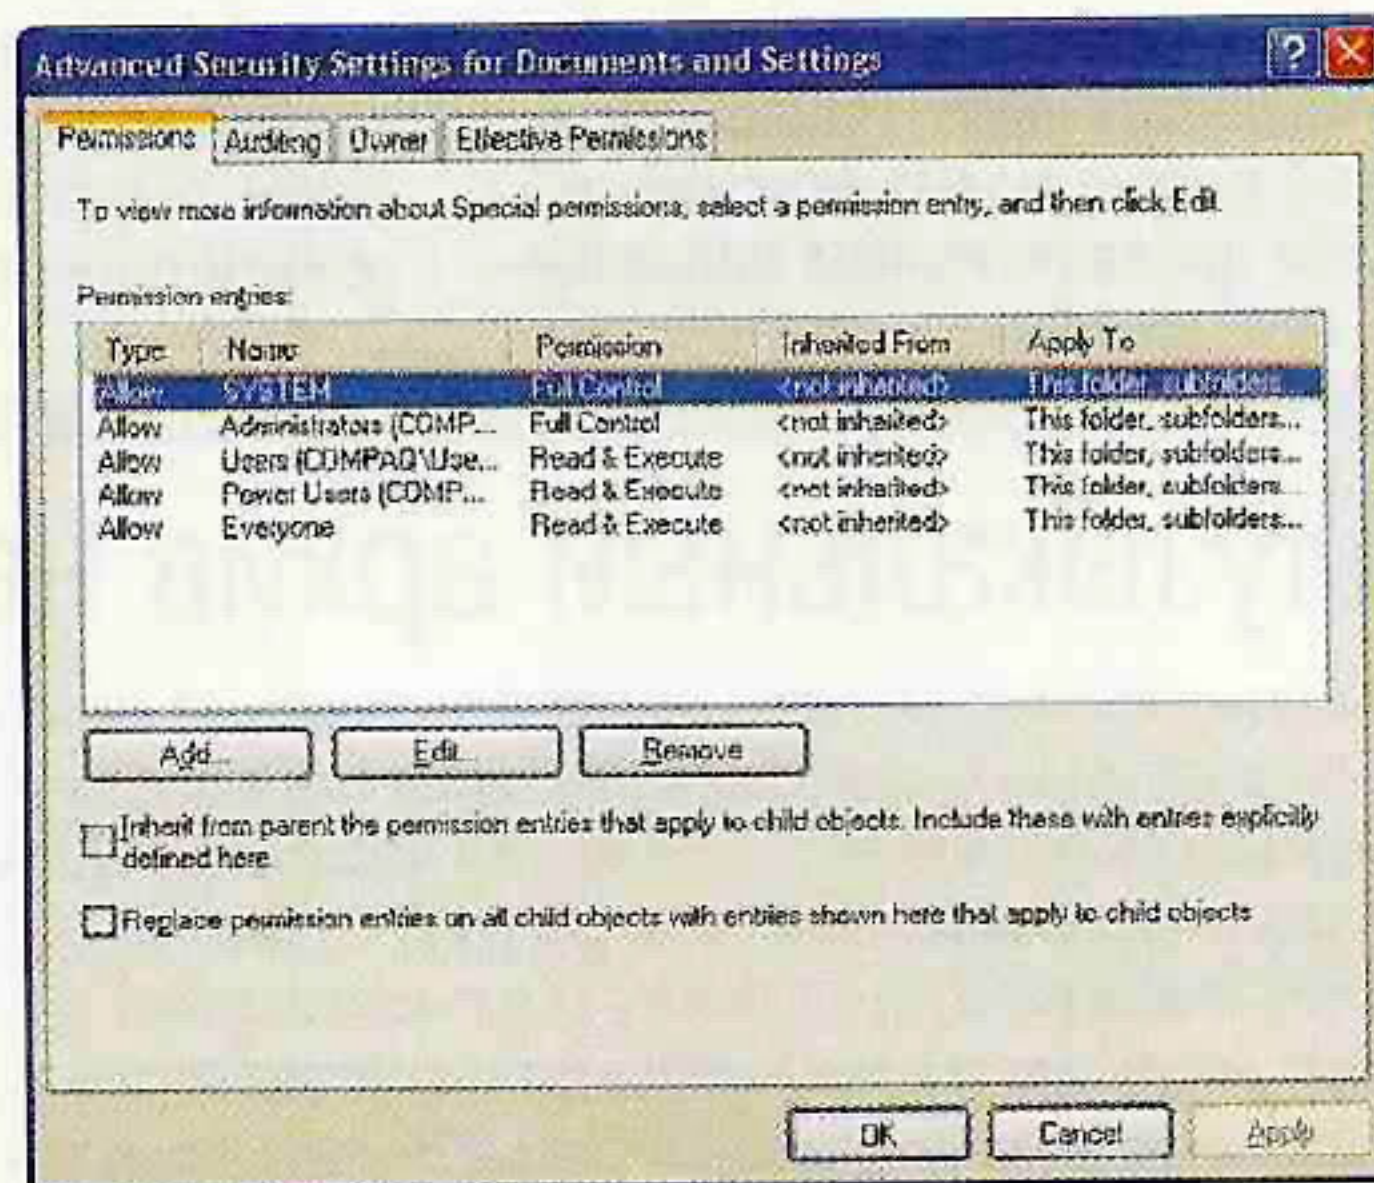 Advanced Security Settings for Documents and Settings
Permissions Auditing Owner Effective Permissions
To view more information about Special permissions, select a permission entry, and then click Edit.
Permission entries:
Type Name Permission Inherited From Apply To
Allow SYSTEM Full Control <not inherited> This folder, subfolders...
Allow Administrators (COMP... Full Control <not inherited> This folder, subfolders...
Allow Users (COMPAQ\Use... Read & Execute <not inherited> This folder, subfolders...
Allow Power Users (COMP... Read & Execute <not inherited> This folder, subfolders...
Allow Everyone Read & Execute <not inherited> This folder, subfolders...
Add... Edit... Remove
Inherit from parent the permission entries that apply to child objects. Include these with entries explicitly
defined here.
Replace permission entries on all child objects with entries shown here that apply to child objects
OK Cancel Apply